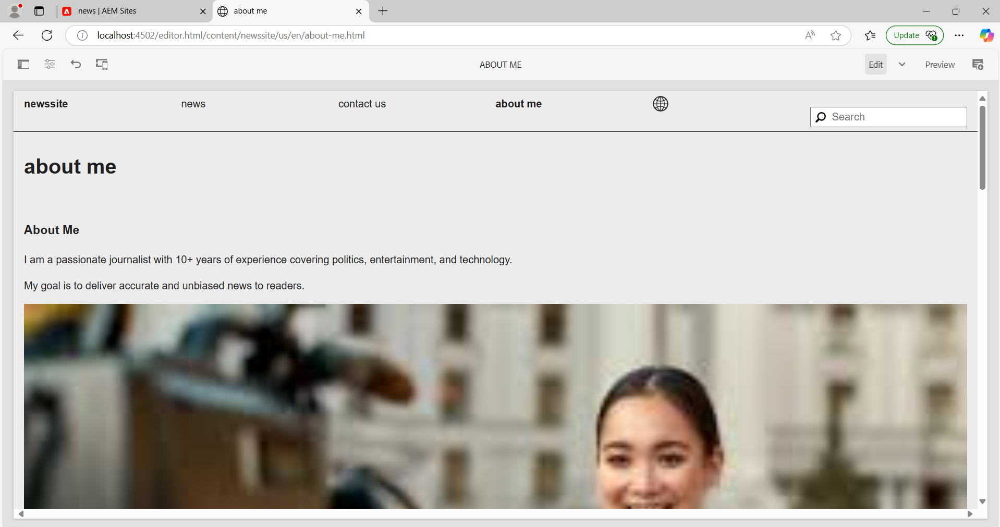 news | AEM Sites
about me
localhost:4502/editor.html/content/newssite/us/en/about-me.html
Update
ABOUT ME
Edit
Preview
newssite
news
contact us
about me
Search
about me
About Me
I am a passionate journalist with 10+ years of experience covering politics, entertainment, and technology.
My goal is to deliver accurate and unbiased news to readers.